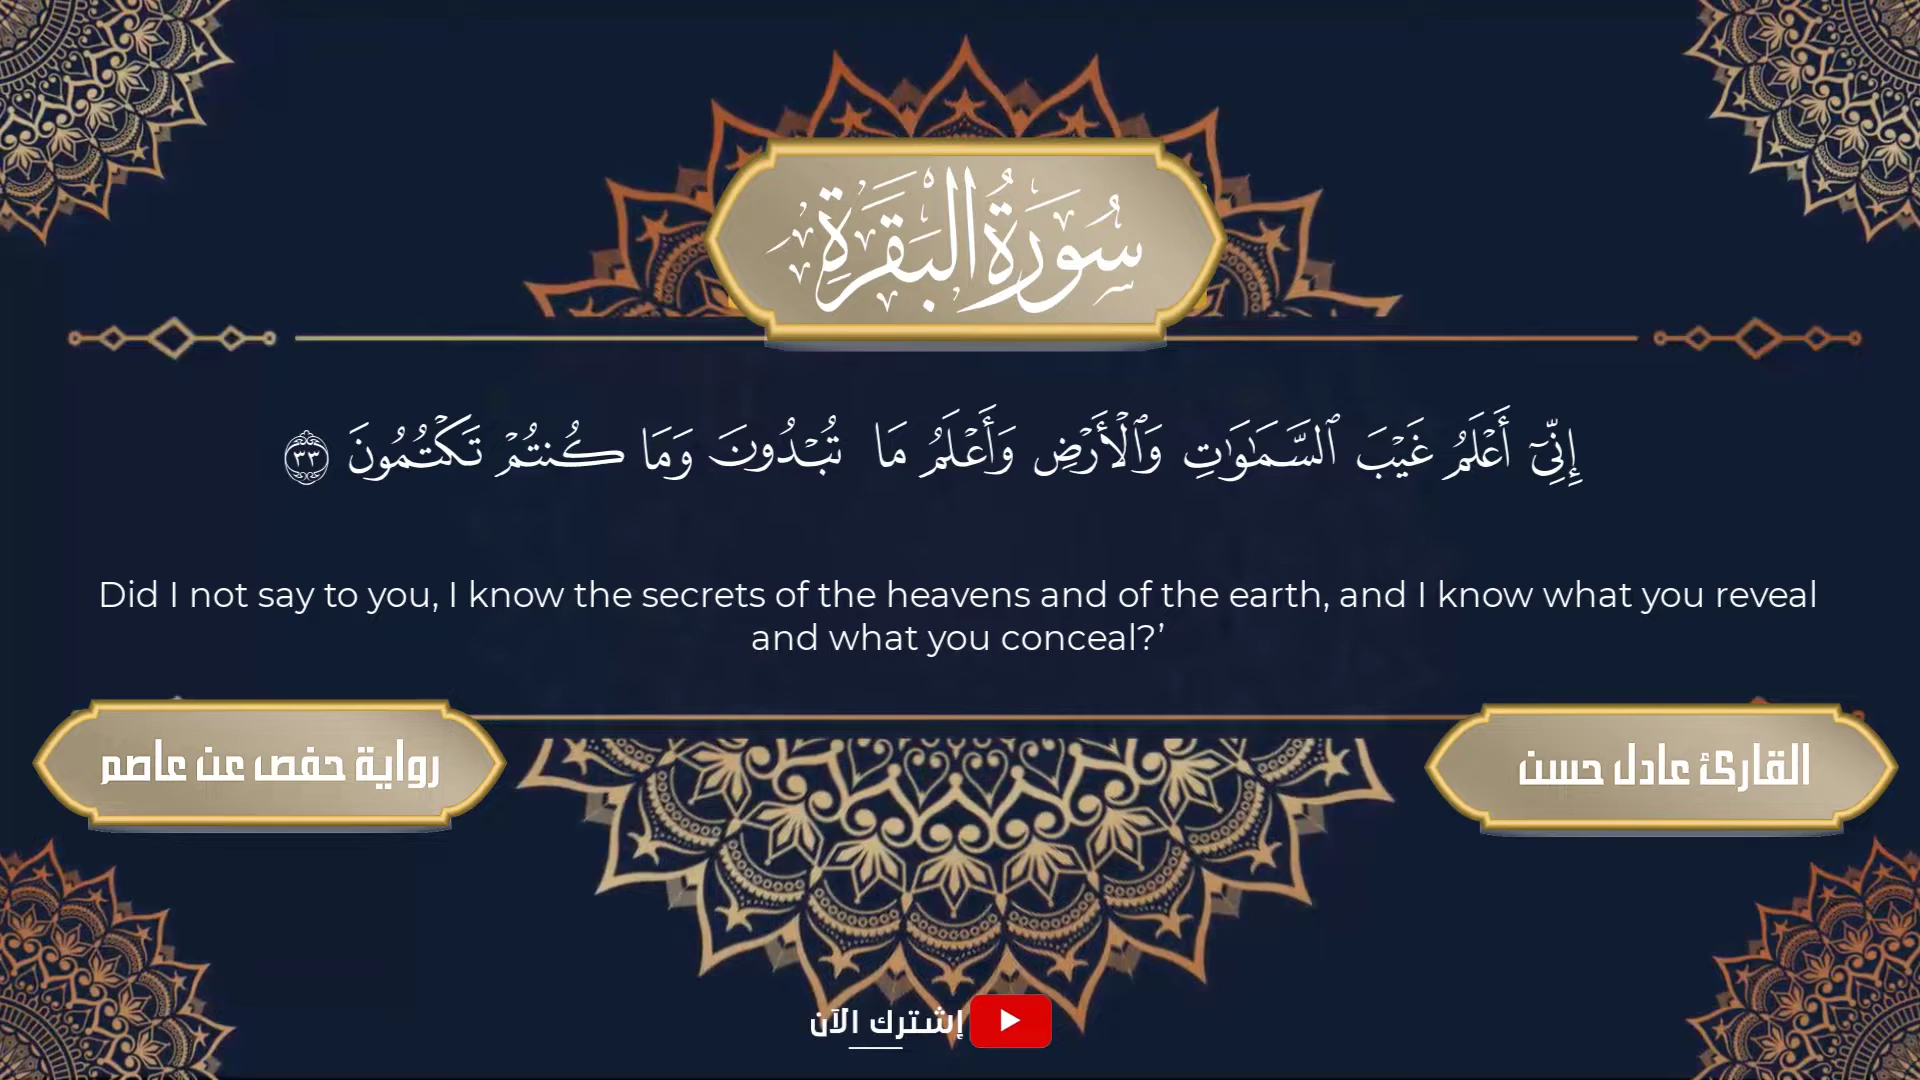 سُورَةُ البَقَرَةِ
إِنِّىٓ أَعْلَمُ غَيْبَ ٱلسَّمَٰوَٰتِ وَٱلْأَرْضِ وَأَعْلَمُ مَا تُبْدُونَ وَمَا كُنتُمْ تَكْتُمُونَ ٣٣
Did I not say to you, I know the secrets of the heavens and of the earth, and I know what you reveal
and what you conceal?’
القارئ عادل حسن
رواية حفص عن عاصم
إشترك الآن